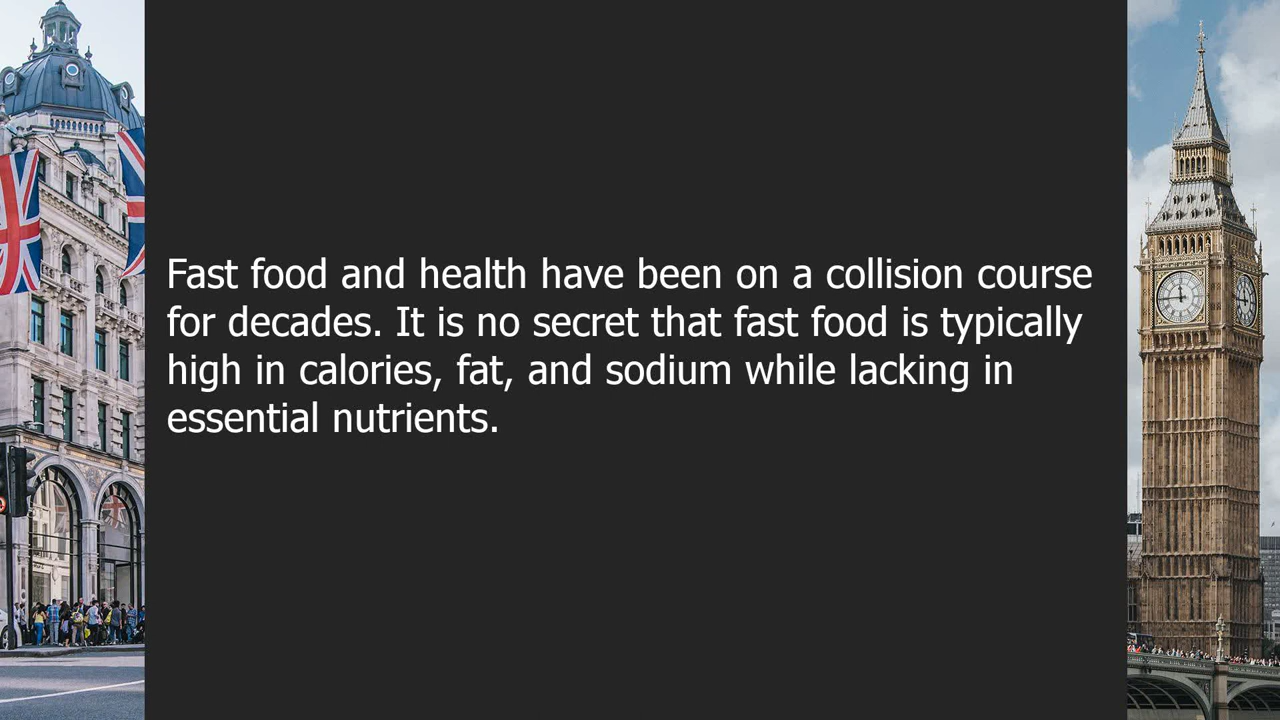 Fast food and health have been on a collision course
for decades. It is no secret that fast food is typically
high in calories, fat, and sodium while lacking in
essential nutrients.